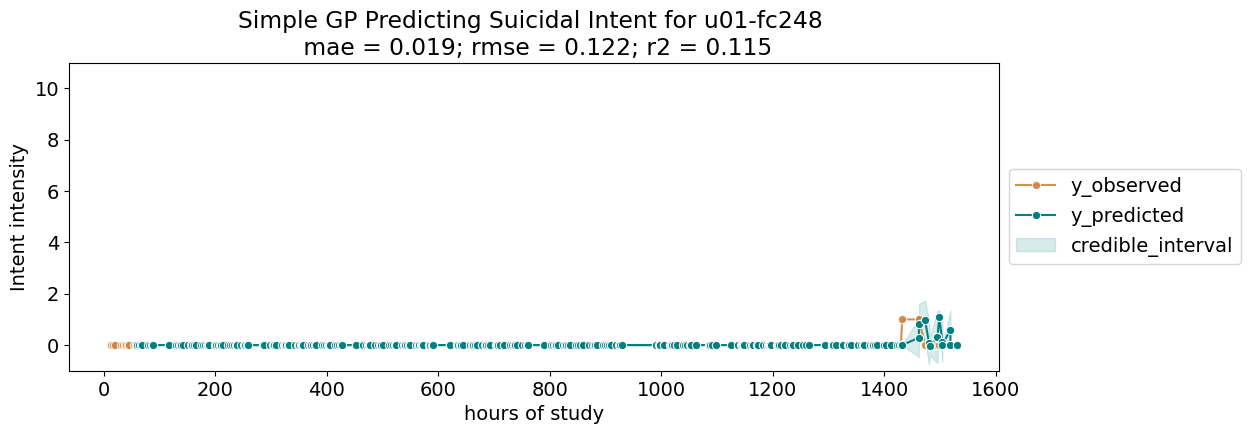 Simple GP Predicting Suicidal Intent for u01-fc248
mae = 0.019; rmse = 0.122; r2 = 0.115
10
8
6
4
2
0
Intent intensity
0 200 400 600 800 1000 1200 1400 1600
hours of study
y_observed
y_predicted
credible_interval